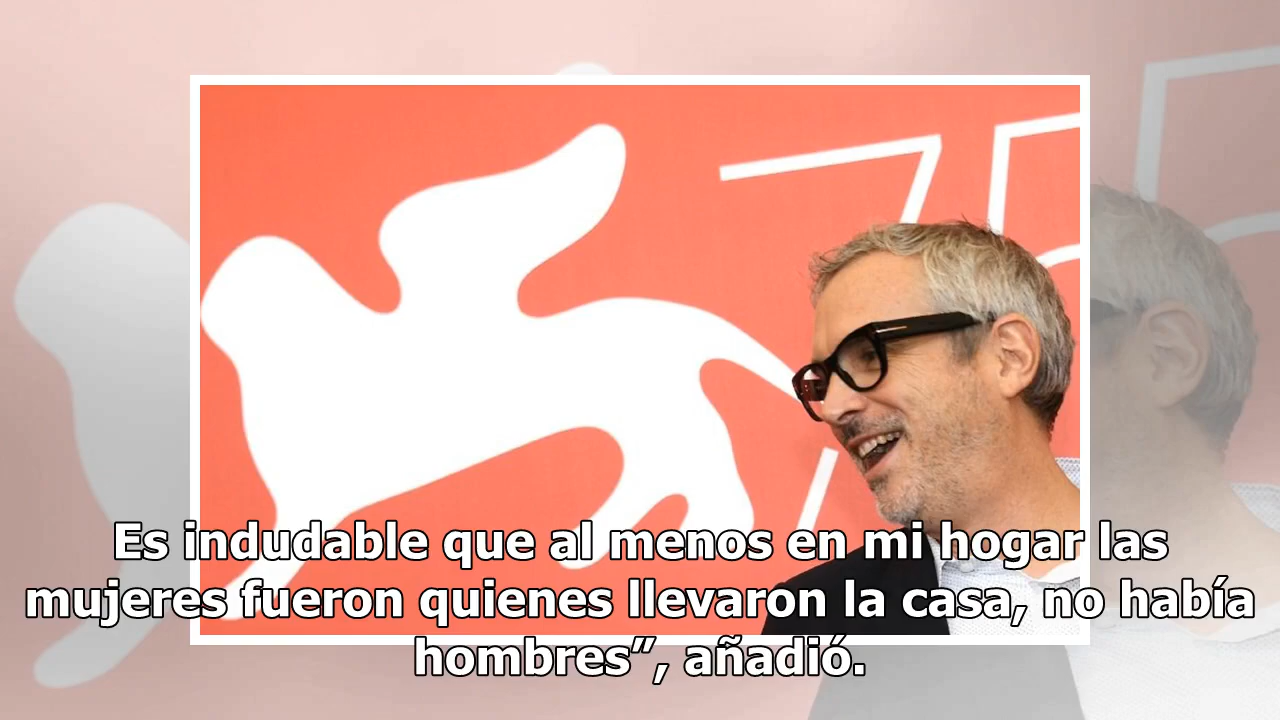 75
Es indudable que al menos en mi hogar las
mujeres fueron quienes llevaron la casa, no había
hombres”, añadió.